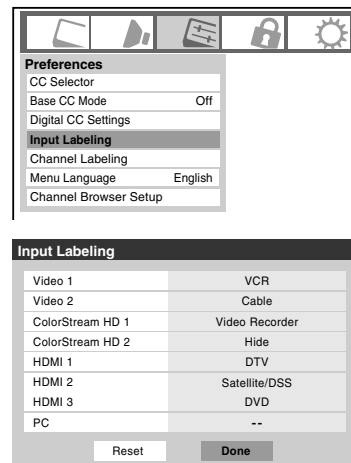 Preferences
CC Selector
Base CC Mode Off
Digital CC Settings
Input Labeling
Channel Labeling
Menu Language English
Channel Browser Setup
Input Labeling
Video 1 VCR
Video 2 Cable
ColorStream HD 1 Video Recorder
ColorStream HD 2 Hide
HDMI 1 DTV
HDMI 2 Satellite/DSS
HDMI 3 DVD
PC --
Reset Done